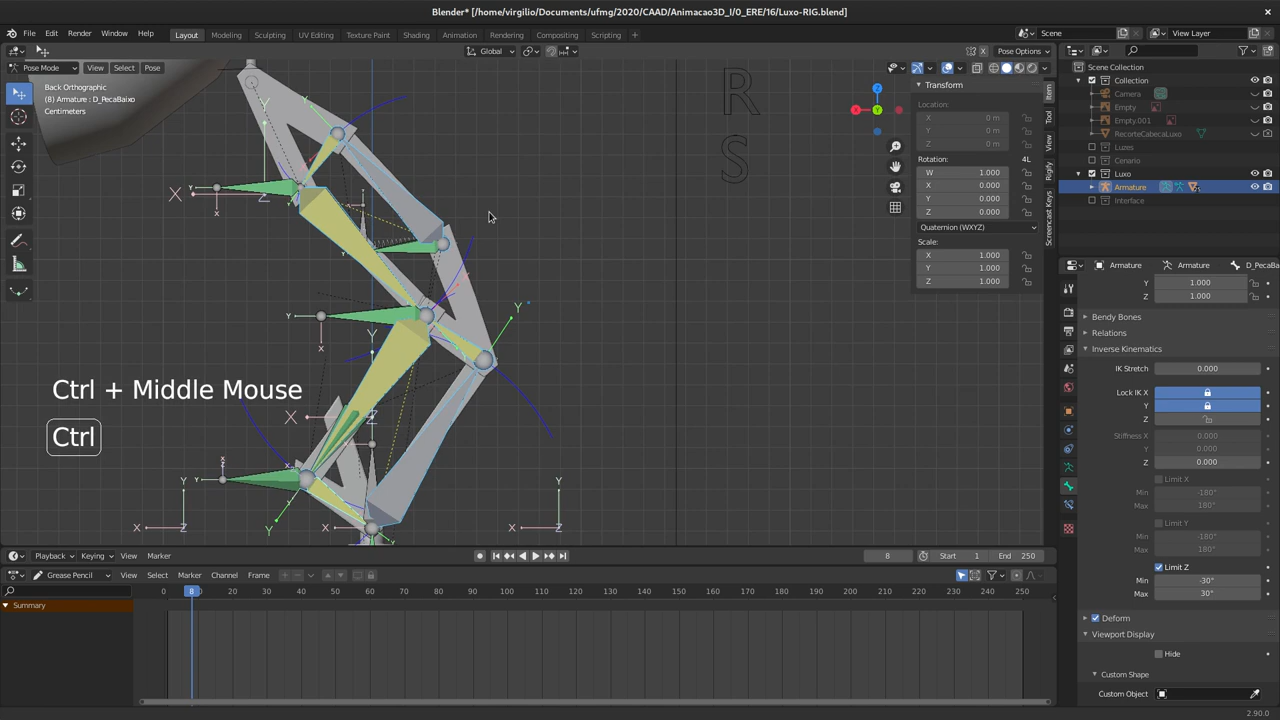 Blender* [/home/virgilio/Documents/ufmg/2020/CAAD/Animacao3D_I/0_ERE/16/Luxo-RIG.blend]
File Edit Render Window Help Layout Modeling Sculpting UV Editing Texture Paint Shading Animation Rendering Compositing Scripting Scene View Layer
Global Pose Options
Pose Mode View Select Pose
Back Orthographic
(8) Armature : D_PecaBaixo
Centimeters
R
S
Ctrl + Middle Mouse
Ctrl
Transform
Location:
X 0 m
Y 0 m
Z 0 m
Rotation: 4L
W 1.000
X 0.000
Y 0.000
Z 0.000
Quaternion (WXYZ)
Scale:
X 1.000
Y 1.000
Z 1.000
Item
Tool
View
Rigify
Screencast Keys
Scene Collection
Collection
Camera
Empty
Empty.001
RecorteCabecaLuxo
Luzes
Cenario
Luxo
Armature
Interface
Armature Armature D_PecaBa
Y 1.000
Z 1.000
Bendy Bones
Relations
Inverse Kinematics
IK Stretch 0.000
Lock IK X
Y
Z
Stiffness X 0.000
Y 0.000
Z 0.000
Limit X
Min -180°
Max 180°
Limit Y
Min -180°
Max 180°
Limit Z
Min -30°
Max 30°
Deform
Viewport Display
Hide
Custom Shape
Custom Object
Playback Keying View Marker 8 Start 1 End 250
Grease Pencil View Select Marker Channel Frame
0 8 20 30 40 50 60 70 80 90 100 110 120 130 140 150 160 170 180 190 200 210 220 230 240 250
Summary
2.90.0